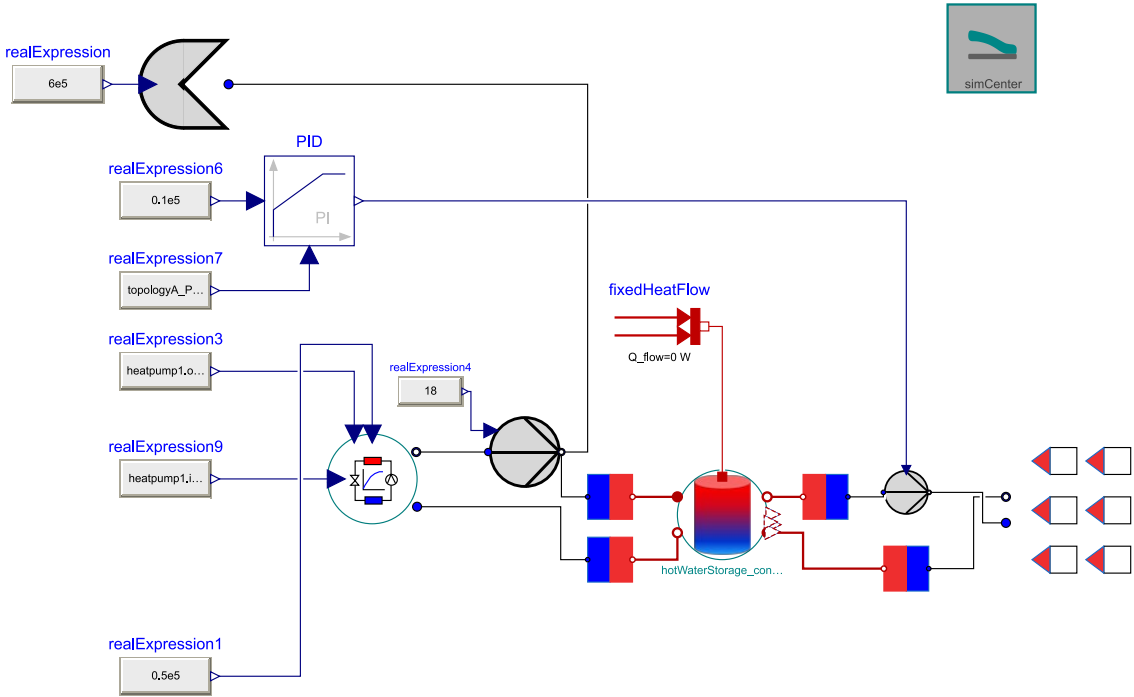 realExpression
6e5
simCenter
PID
realExpression6
0.1e5
PI
realExpression7
topologyA_P...
fixedHeatFlow
Q_flow=0 W
realExpression3
heatpump1.o...
realExpression4
18
realExpression9
heatpump1.i...
hotWaterStorage_con...
realExpression1
0.5e5